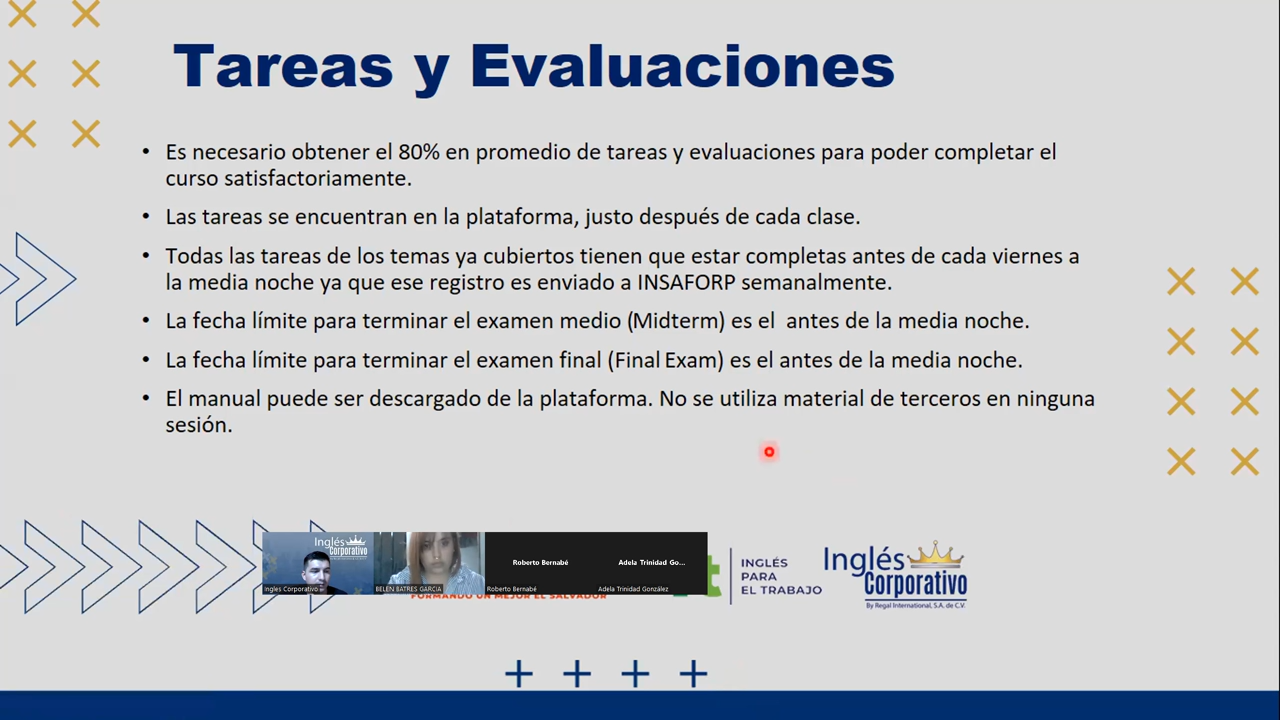 Tareas y Evaluaciones
• Es necesario obtener el 80% en promedio de tareas y evaluaciones para poder completar el
curso satisfactoriamente.
• Las tareas se encuentran en la plataforma, justo después de cada clase.
• Todas las tareas de los temas ya cubiertos tienen que estar completas antes de cada viernes a
la media noche ya que ese registro es enviado a INSAFORP semanalmente.
• La fecha límite para terminar el examen medio (Midterm) es el  antes de la media noche.
• La fecha límite para terminar el examen final (Final Exam) es el antes de la media noche.
• El manual puede ser descargado de la plataforma. No se utiliza material de terceros en ninguna
sesión.
Inglés
Corporativo
Ingles Corporativo
BELEN BATRES GARCIA
Roberto Bernabé
Roberto Bernabé
Adela Trinidad Go...
Adela Trinidad González
FORMANDO UN MEJOR EL SALVADOR
INGLÉS
PARA
EL TRABAJO
Inglés
Corporativo
By Regal International, S.A. de C.V.